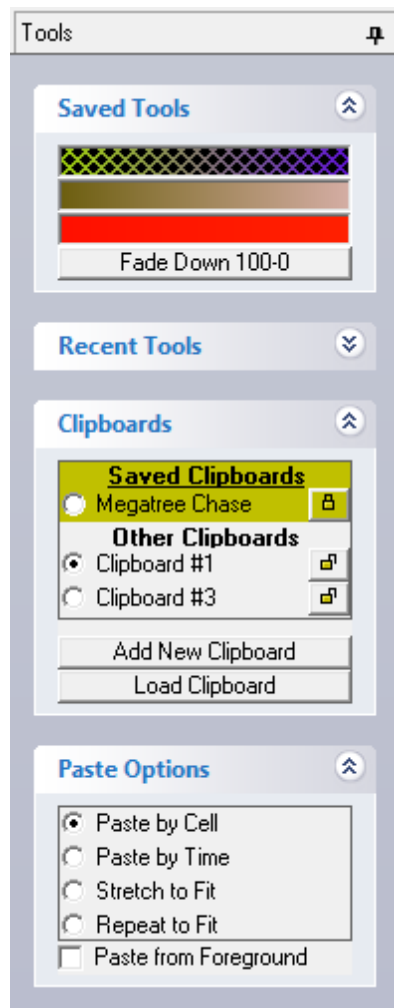 Tools
Saved Tools
Fade Down 100-0
Recent Tools
Clipboards
Saved Clipboards
Megatree Chase
Other Clipboards
Clipboard #1
Clipboard #3
Add New Clipboard
Load Clipboard
Paste Options
Paste by Cell
Paste by Time
Stretch to Fit
Repeat to Fit
Paste from Foreground